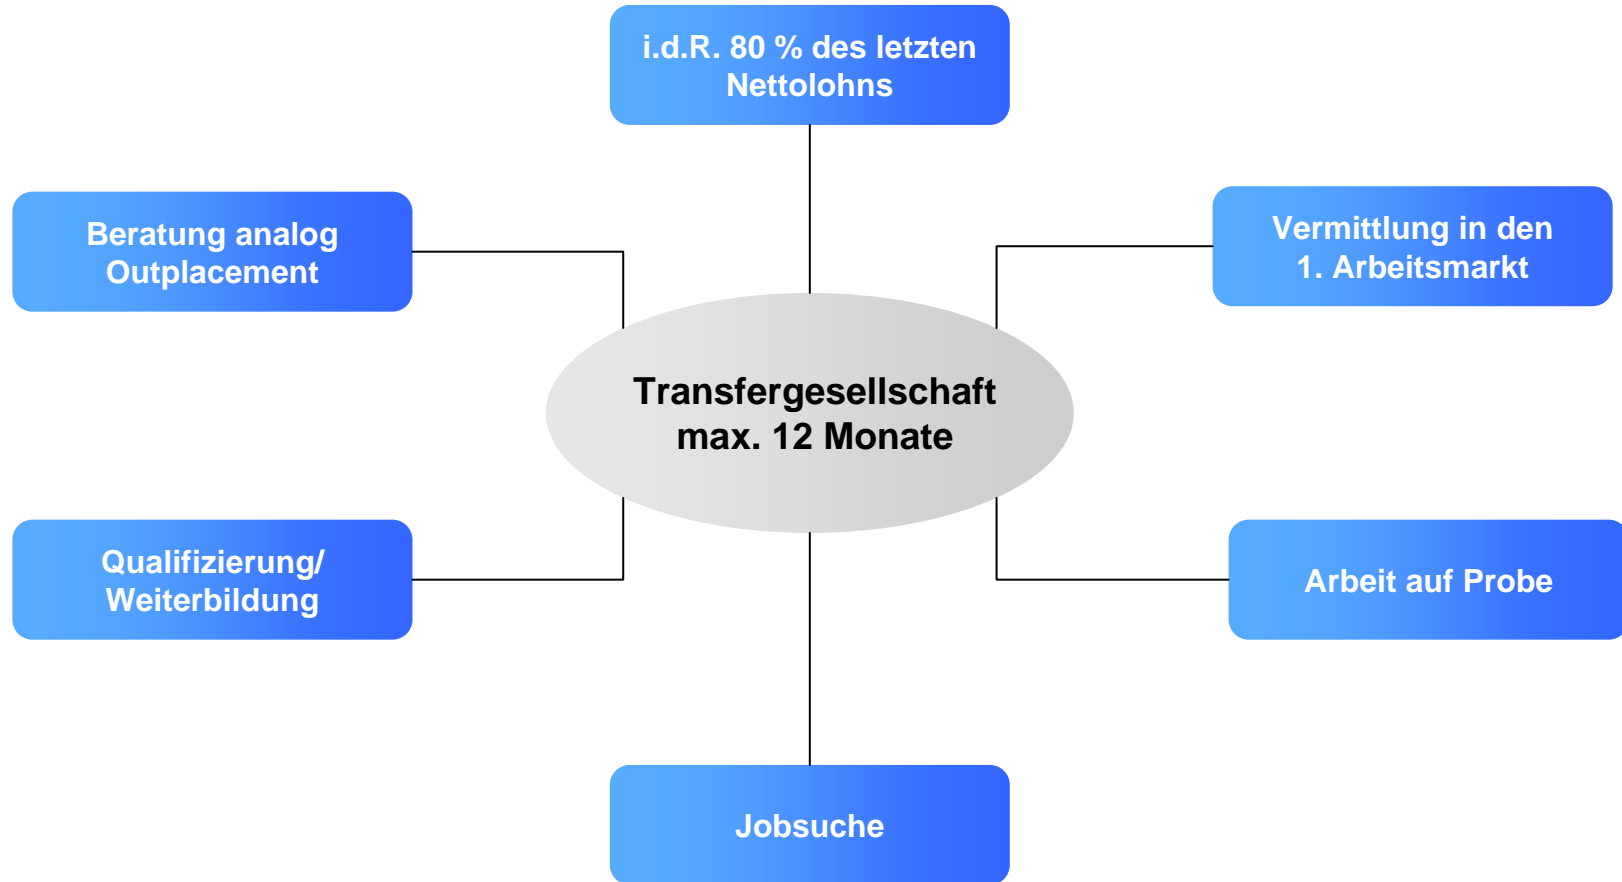 i.d.R. 80 % des letzten
Nettolohns
Beratung analog
Outplacement
Vermittlung in den
1. Arbeitsmarkt
Transfergesellschaft
max. 12 Monate
Qualifizierung/
Weiterbildung
Arbeit auf Probe
Jobsuche